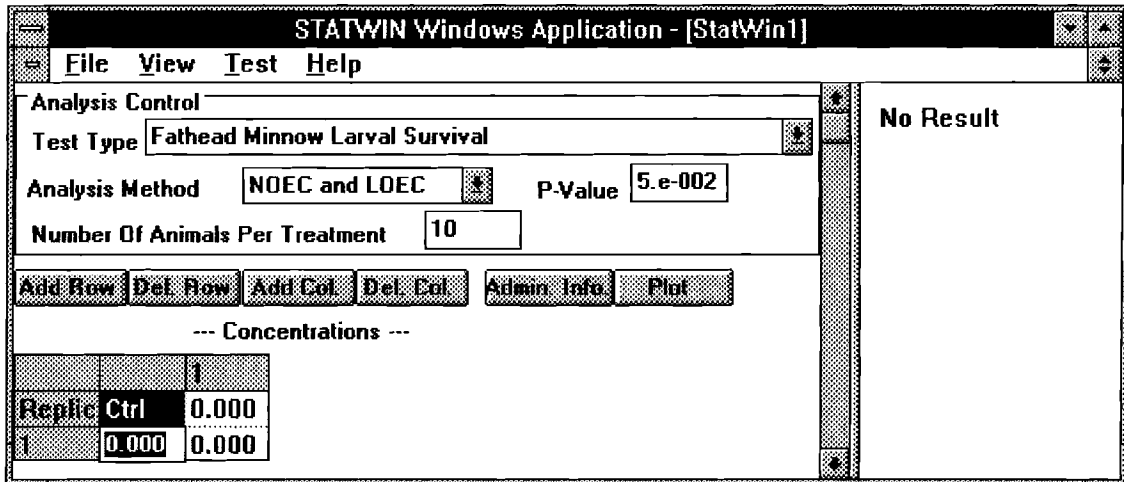 STATWIN Windows Application - [StatWin1]
File View Test Help
Analysis Control
Test Type Fathead Minnow Larval Survival
Analysis Method NOEC and LOEC P-Value 5.e-002
Number Of Animals Per Treatment 10
Add Row Del. Row Add Col. Del. Col. Admin. Info. Plot
--- Concentrations ---
1
Replic Ctrl 0.000
1 0.000 0.000
No Result